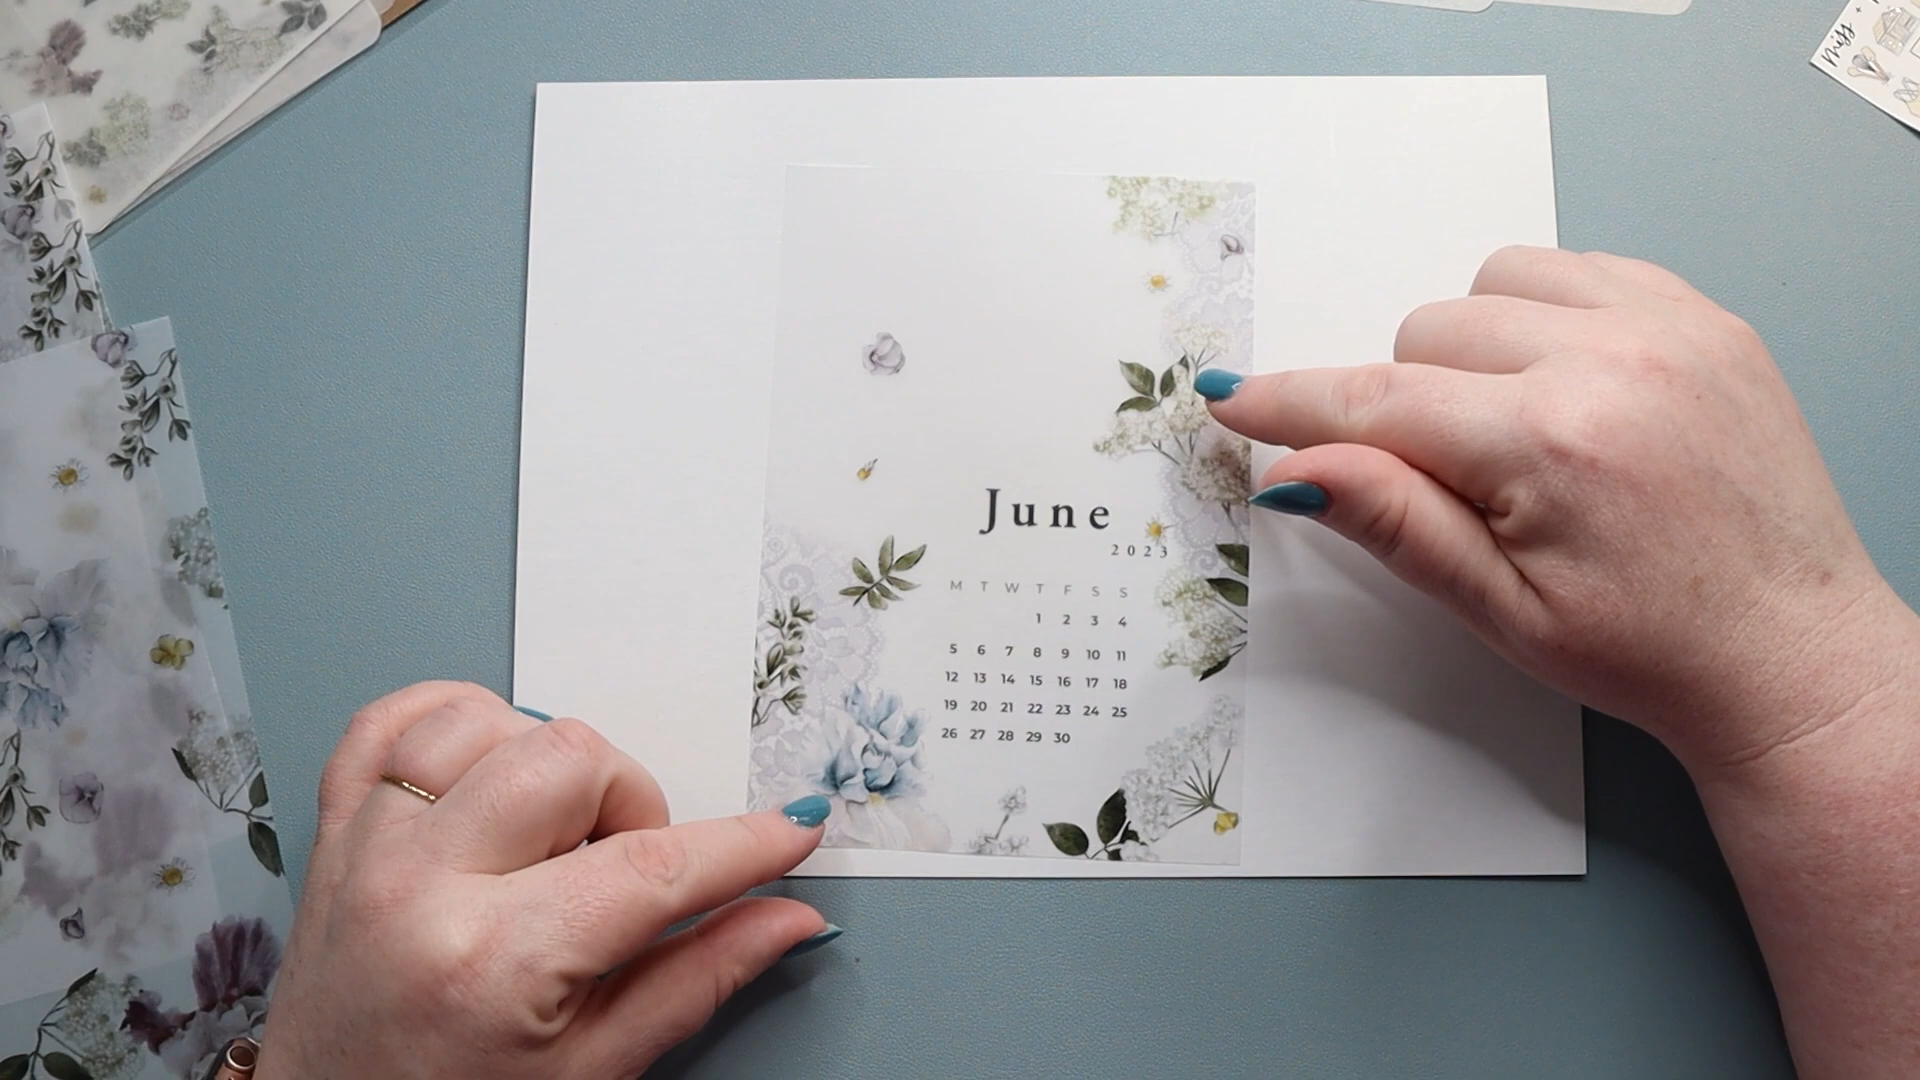 June
2023
M T W T F S S
1 2 3 4
5 6 7 8 9 10 11
12 13 14 15 16 17 18
19 20 21 22 23 24 25
26 27 28 29 30
Miss +